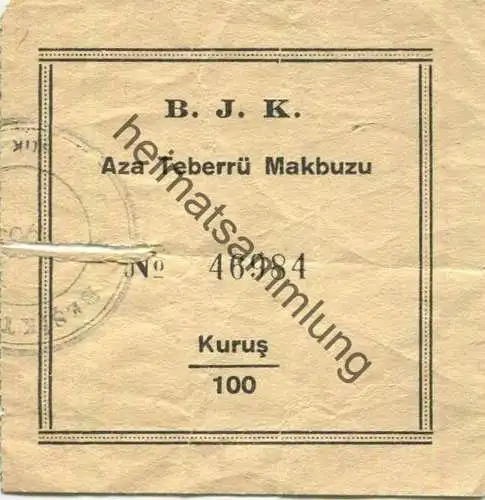 B. J. K.
Aza Teberrü Makbuzu
No 46984
Kuruş
100
heimatsammlung